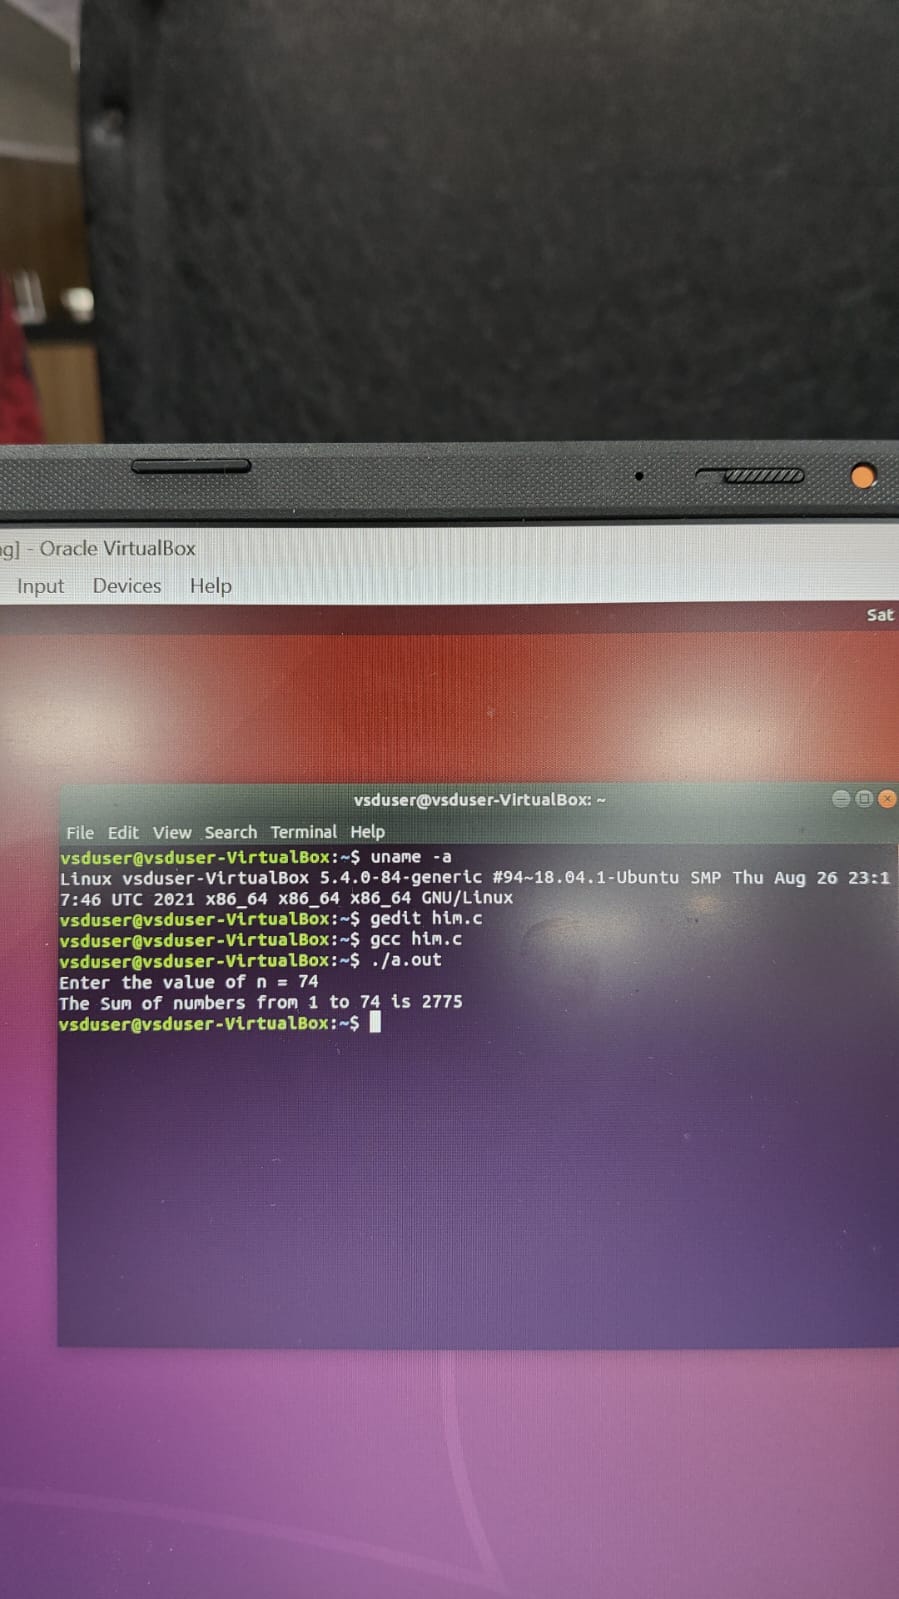 g] - Oracle VirtualBox
Input Devices Help
Sat
vsduser@vsduser-VirtualBox: ~
File Edit View Search Terminal Help
vsduser@vsduser-VirtualBox:~$ uname -a
Linux vsduser-VirtualBox 5.4.0-84-generic #94~18.04.1-Ubuntu SMP Thu Aug 26 23:1
7:46 UTC 2021 x86_64 x86_64 x86_64 GNU/Linux
vsduser@vsduser-VirtualBox:~$ gedit him.c
vsduser@vsduser-VirtualBox:~$ gcc him.c
vsduser@vsduser-VirtualBox:~$ ./a.out
Enter the value of n = 74
The Sum of numbers from 1 to 74 is 2775
vsduser@vsduser-VirtualBox:~$